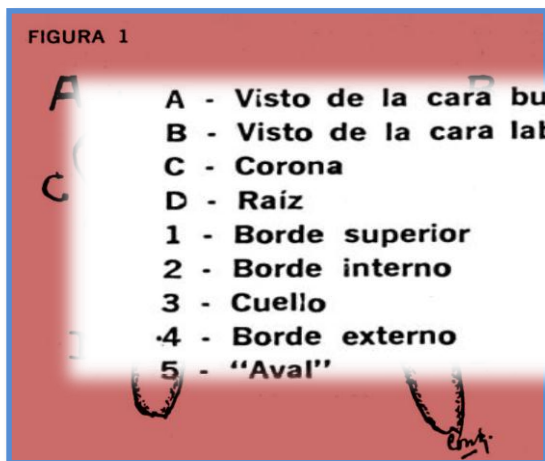 FIGURA 1
A
B
C
A - Visto de la cara bu
B - Visto de la cara lab
C - Corona
D - Raíz
1 - Borde superior
2 - Borde interno
3 - Cuello
4 - Borde externo
5 - "Aval"